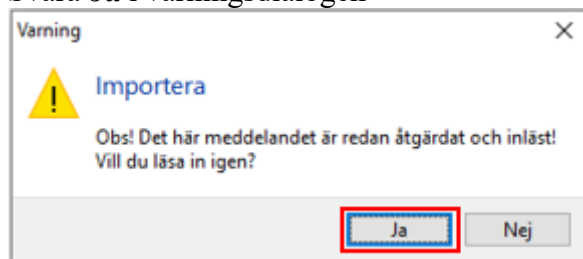 Varning
Importera
Obs! Det här meddelandet är redan åtgärdat och inläst!
Vill du läsa in igen?
Ja
Nej